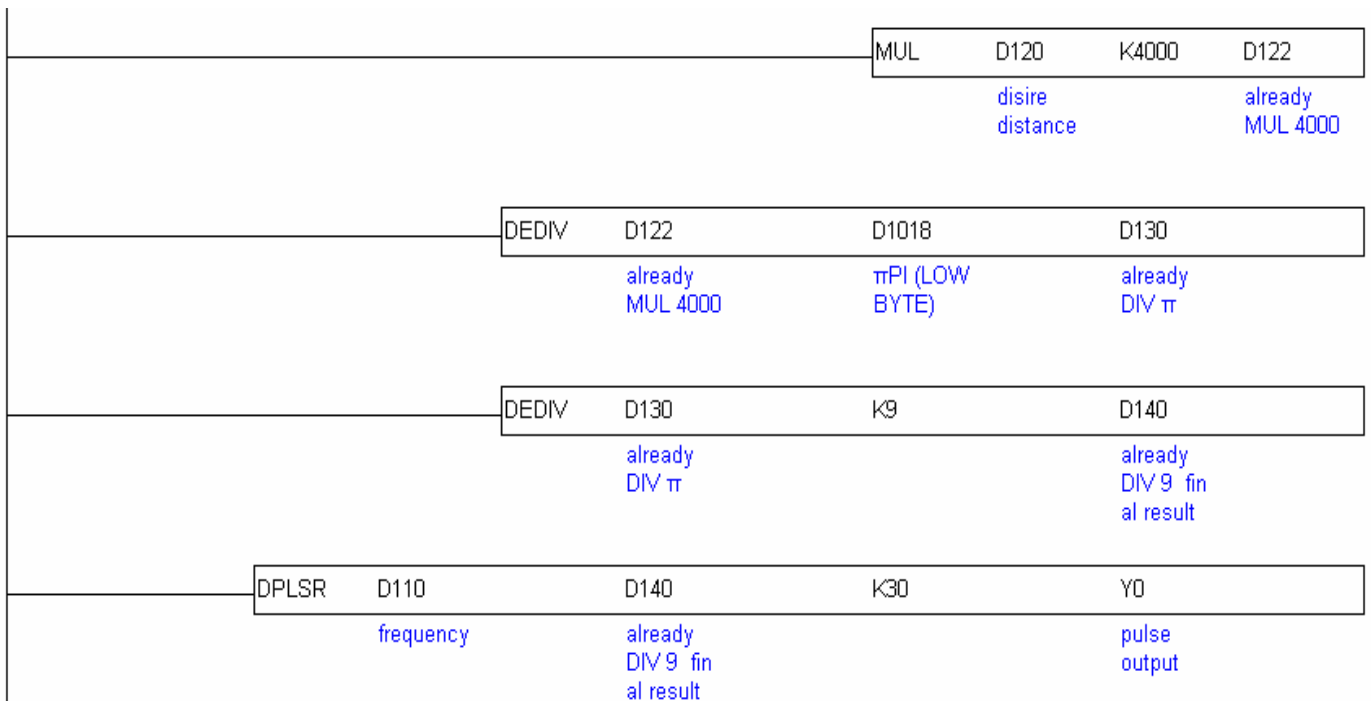 MUL D120 K4000 D122
disire already
distance MUL 4000
DEDIV D122 D1018 D130
already πPI (LOW already
MUL 4000 BYTE) DIV π
DEDIV D130 K9 D140
already already
DIV π DIV 9 fin
al result
DPLSR D110 D140 K30 Y0
frequency already pulse
DIV 9 fin output
al result